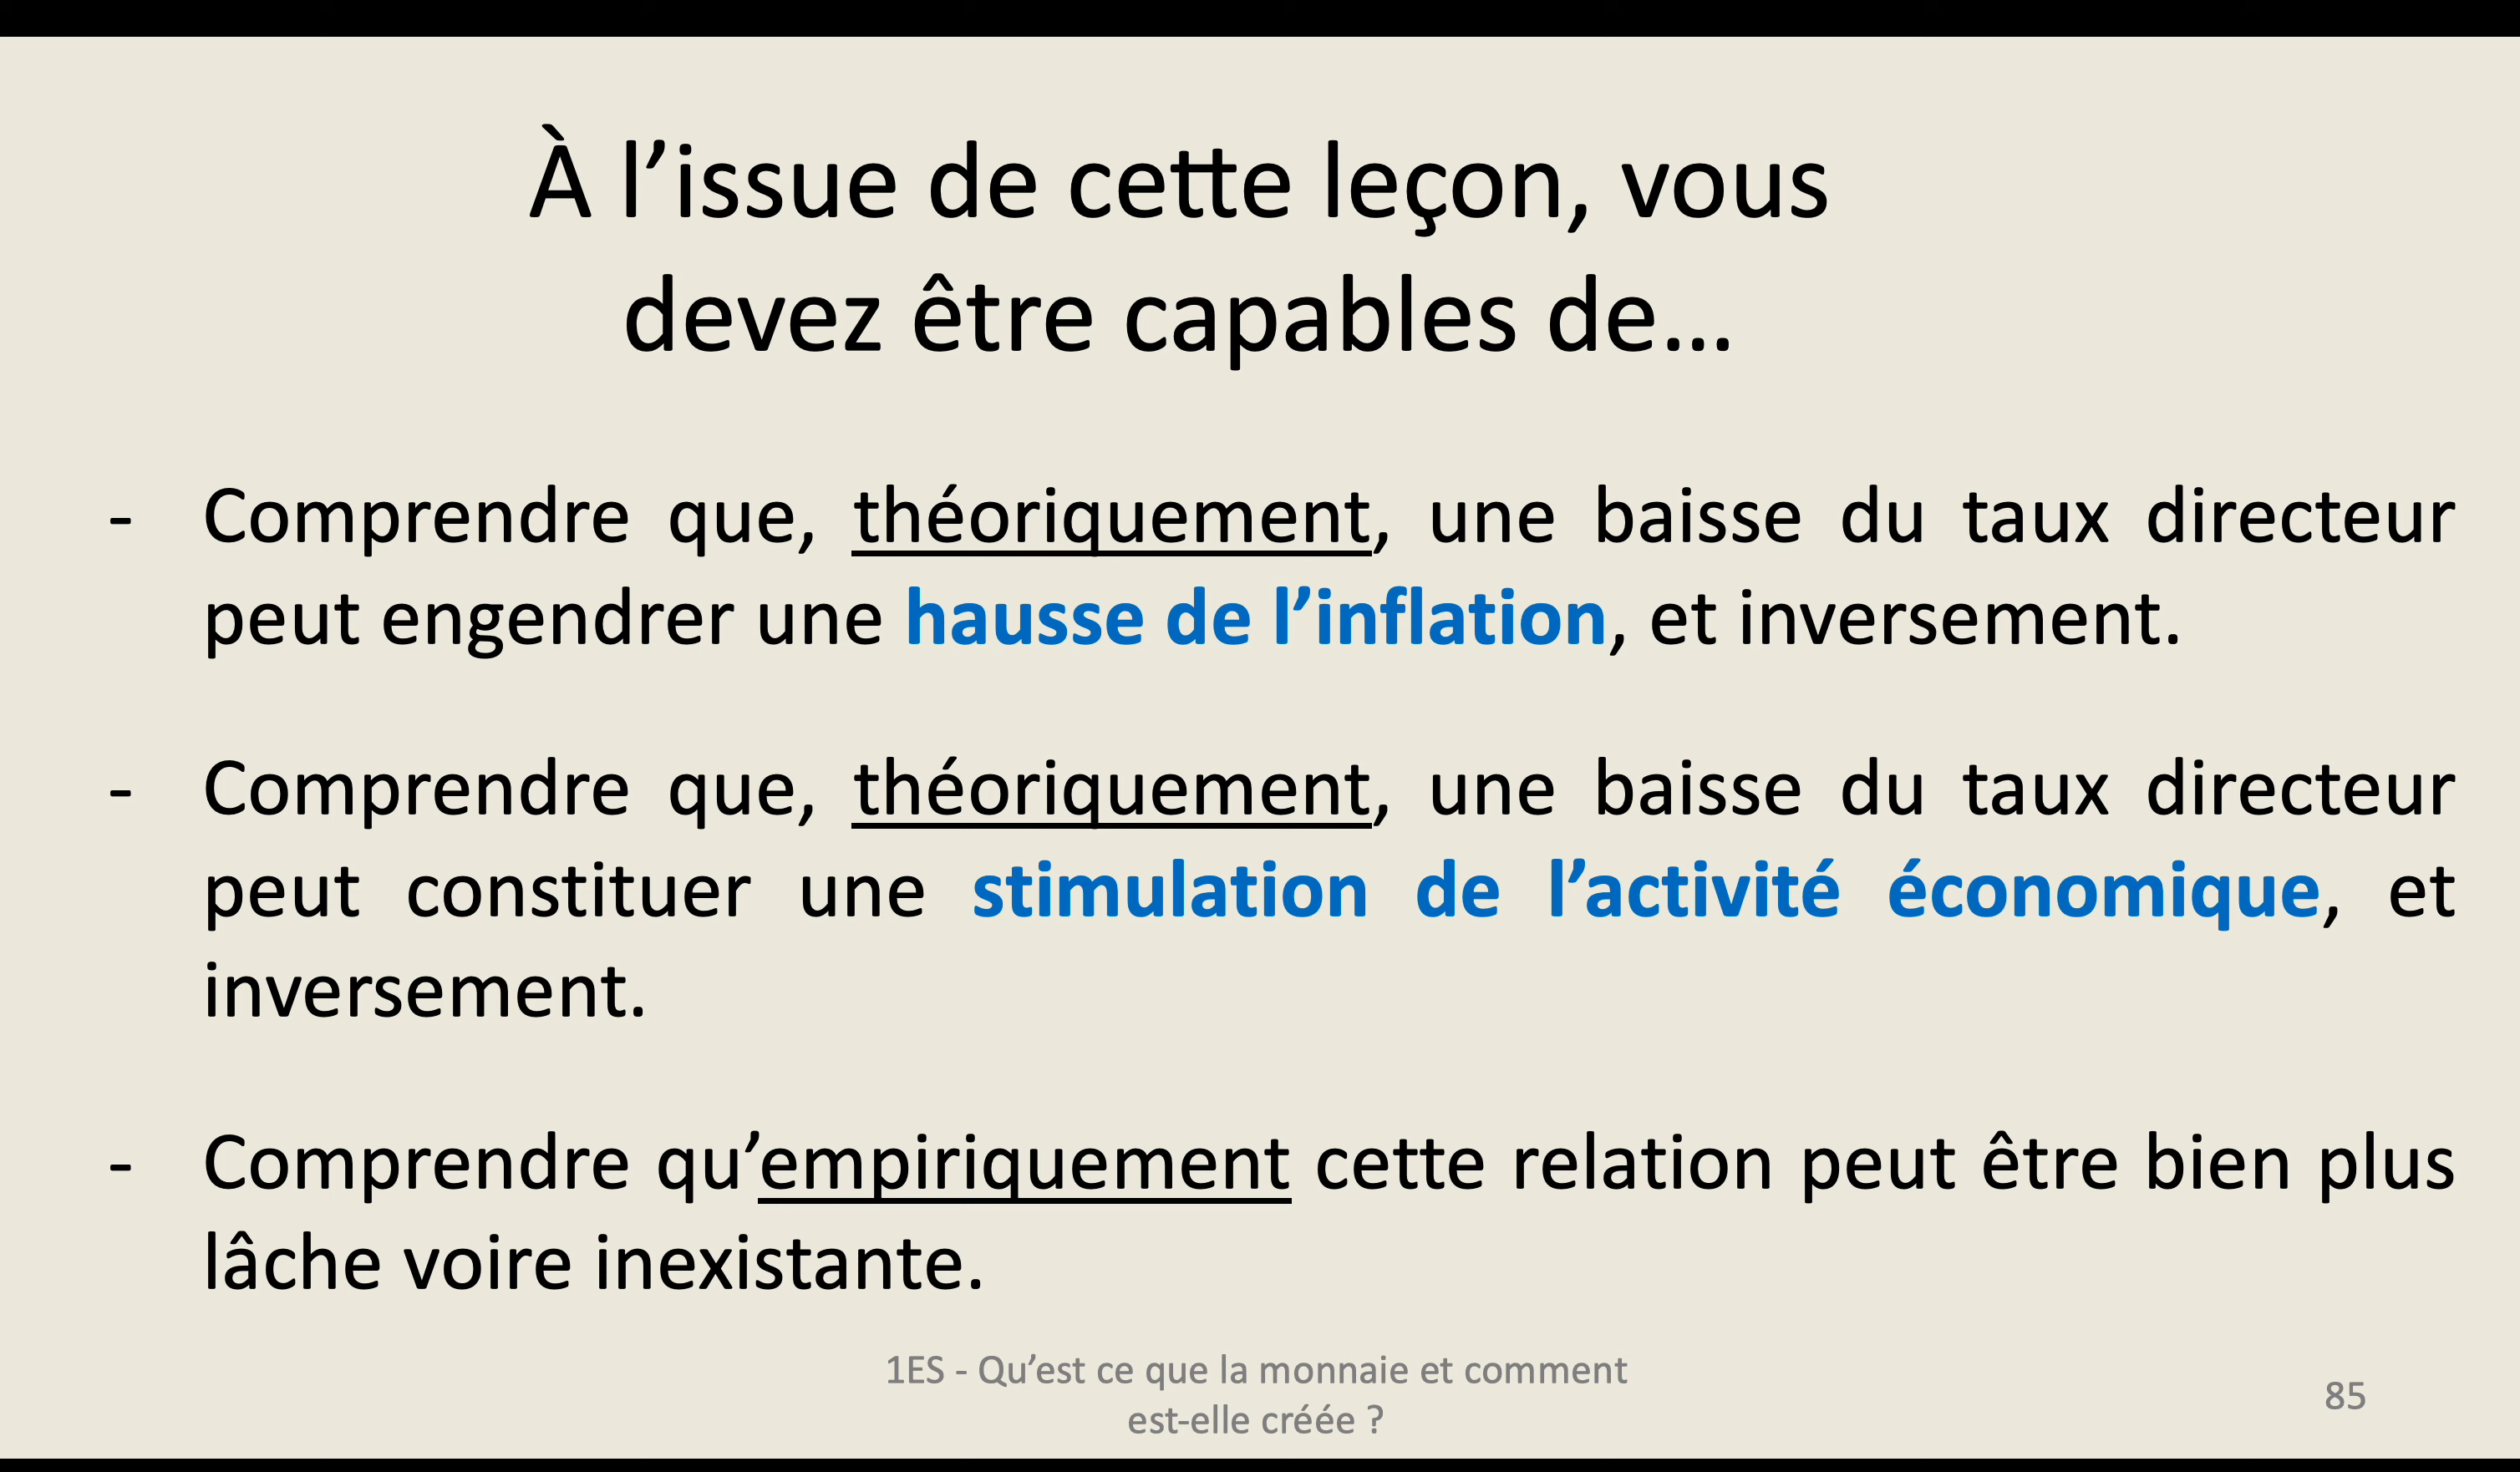 À l’issue de cette leçon, vous
devez être capables de…
- Comprendre que, théoriquement, une baisse du taux directeur
peut engendrer une hausse de l’inflation, et inversement.
- Comprendre que, théoriquement, une baisse du taux directeur
peut constituer une stimulation de l’activité économique, et
inversement.
- Comprendre qu’empiriquement cette relation peut être bien plus
lâche voire inexistante.
1ES - Qu’est ce que la monnaie et comment
est-elle créée ?
85